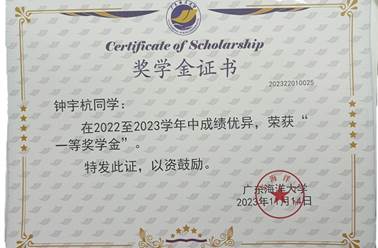 Certificate of Scholarship
奖学金证书
202322010025
钟宇杭同学：
在2022至2023学年中成绩优异，荣获“
一等奖学金”。
特发此证，以资鼓励。
广东海洋大学
2023年11月14日